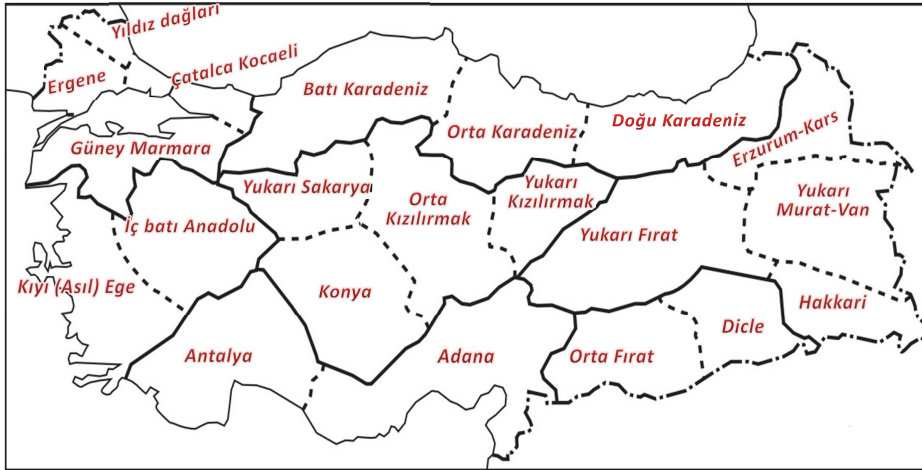 Yıldız dağları
Ergene
Çatalca Kocaeli
Batı Karadeniz
Orta Karadeniz
Doğu Karadeniz
Erzurum-Kars
Güney Marmara
Yukarı Sakarya
Orta
Kızılırmak
Yukarı
Kızılırmak
Yukarı
Murat-Van
İç batı Anadolu
Yukarı Fırat
Kıyı (Asıl) Ege
Konya
Hakkari
Antalya
Adana
Orta Fırat
Dicle